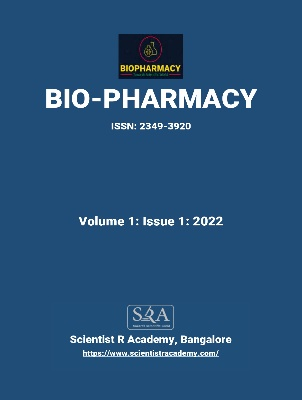 BIOPHARMACY
BIO-PHARMACY
ISSN: 2349-3920
Volume 1: Issue 1: 2022
SRA
Scientist R Academy, Bangalore
https://www.scientistracademy.com/